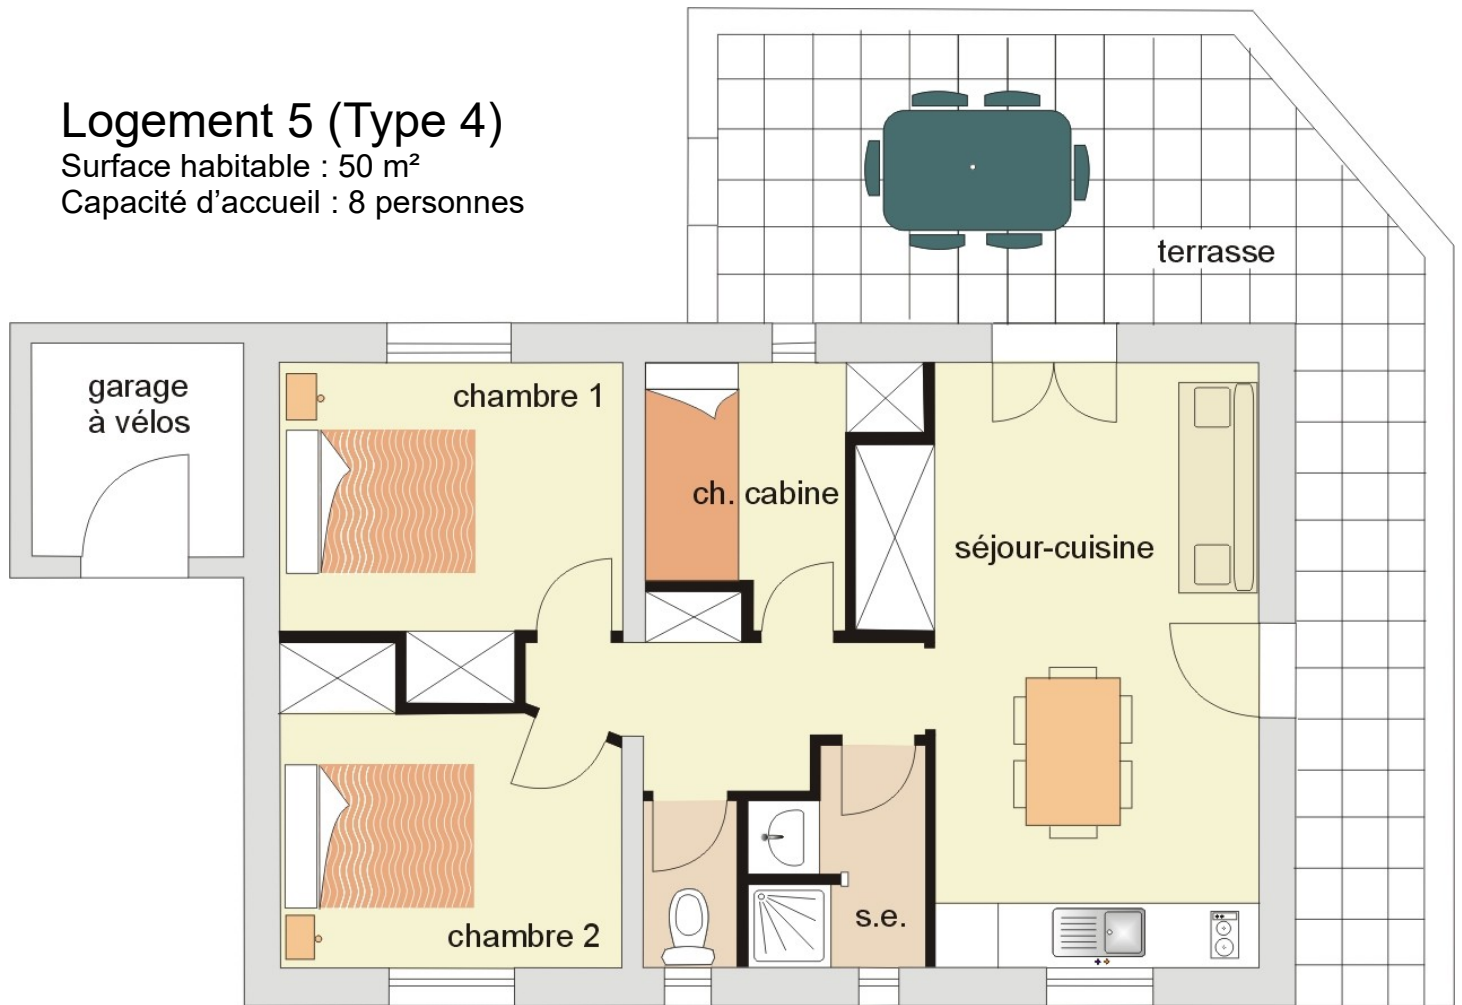 Logement 5 (Type 4)
Surface habitable : 50 m²
Capacité d’accueil : 8 personnes
terrasse
garage
à vélos
chambre 1
ch. cabine
séjour-cuisine
chambre 2
s.e.